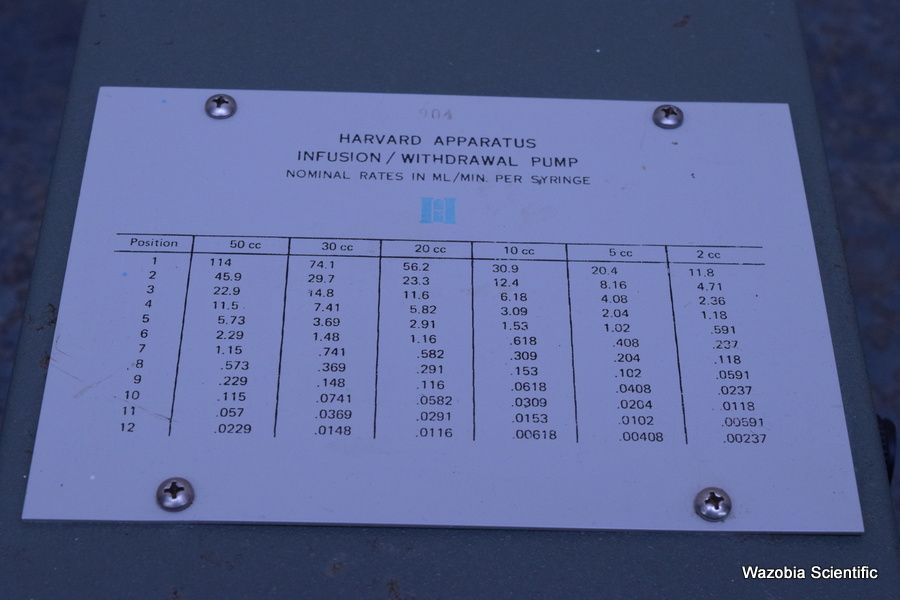 904
HARVARD APPARATUS
INFUSION / WITHDRAWAL PUMP
NOMINAL RATES IN ML/MIN. PER SYRINGE
H
Position 50 cc 30 cc 20 cc 10 cc 5 cc 2 cc
1 114 74.1 56.2 30.9 20.4 11.8
2 45.9 29.7 23.3 12.4 8.16 4.71
3 22.9 14.8 11.6 6.18 4.08 2.36
4 11.5 7.41 5.82 3.09 2.04 1.18
5 5.73 3.69 2.91 1.53 1.02 .591
6 2.29 1.48 1.16 .618 .408 .237
7 1.15 .741 .582 .309 .204 .118
8 .573 .369 .291 .153 .102 .0591
9 .229 .148 .116 .0618 .0408 .0237
10 .115 .0741 .0582 .0309 .0204 .0118
11 .057 .0369 .0291 .0153 .0102 .00591
12 .0229 .0148 .0116 .00618 .00408 .00237
Wazobia Scientific